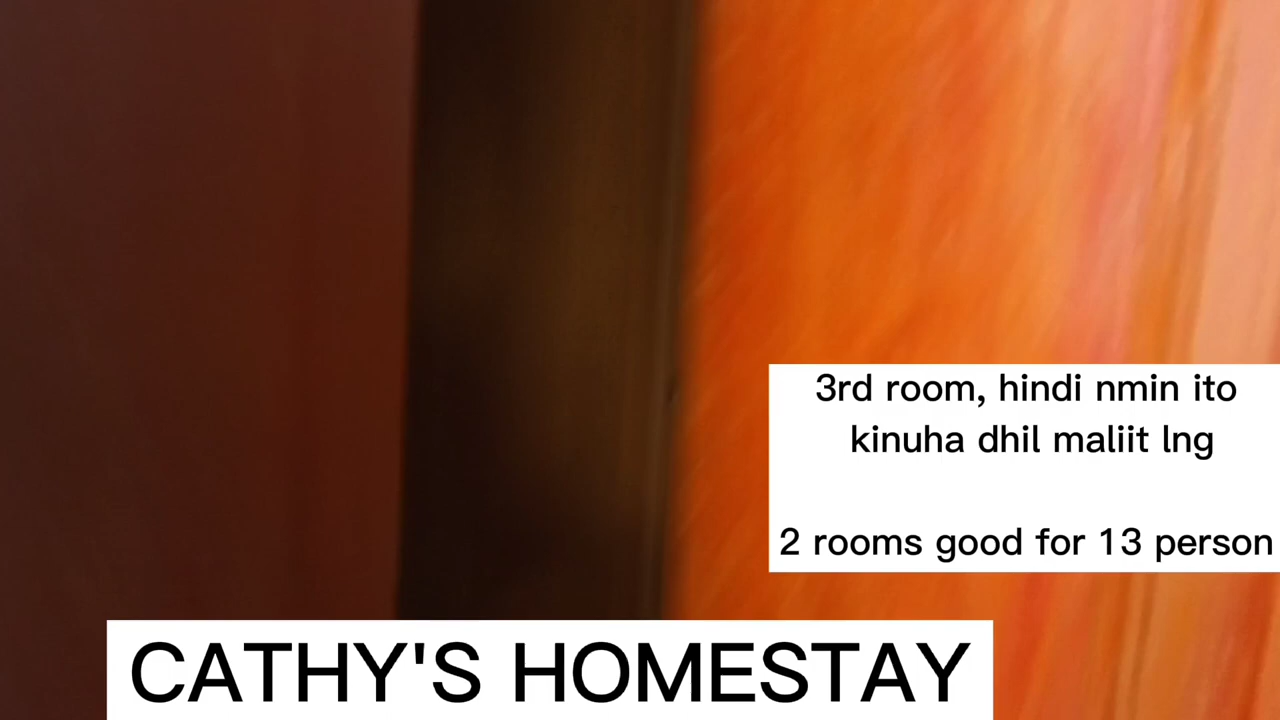 3rd room, hindi nmin ito
kinuha dhil maliit lng
2 rooms good for 13 person
CATHY'S HOMESTAY